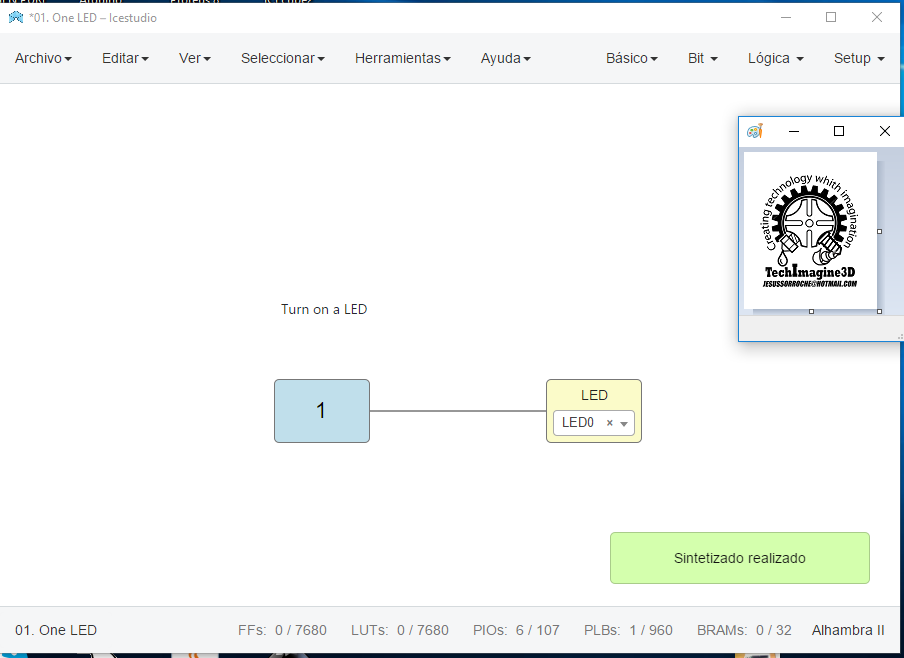 *01. One LED – Icestudio
Archivo Editar Ver Seleccionar Herramientas Ayuda Básico Bit Lógica Setup
Creating technology whith imagination
TechImagine3D
JESUSSORROCHE@HOTMAIL.COM
Turn on a LED
1
LED
LED0 ×
Sintetizado realizado
01. One LED FFs: 0 / 7680 LUTs: 0 / 7680 PIOs: 6 / 107 PLBs: 1 / 960 BRAMs: 0 / 32 Alhambra II